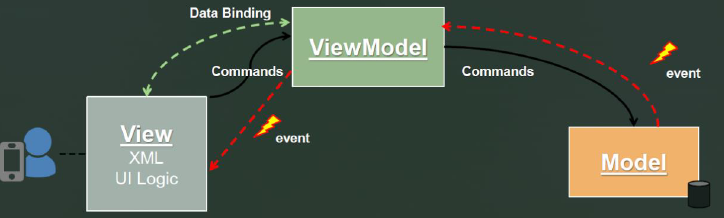 Data Binding
ViewModel
Commands
Commands
event
event
View
XML
UI Logic
Model